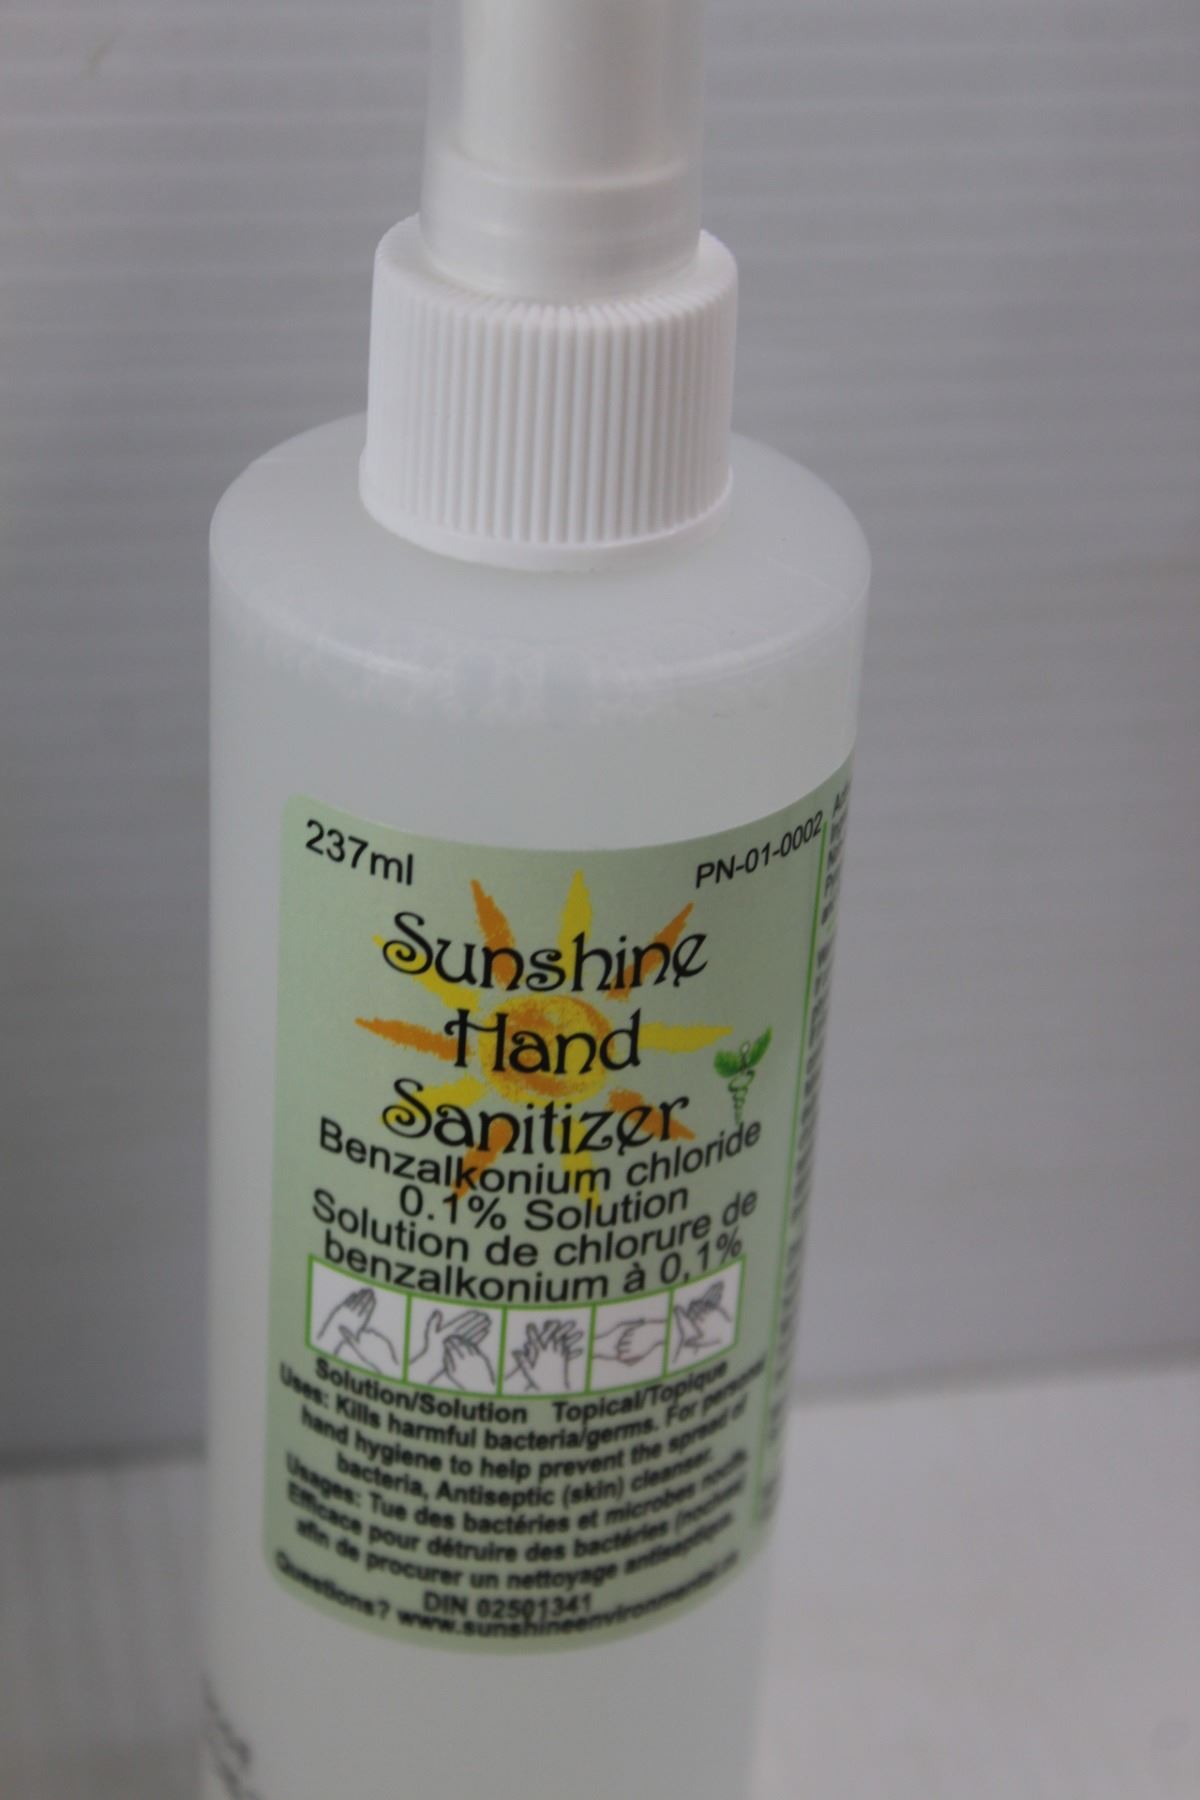 237ml
PN-01-0002
Sunshine
Hand
Sanitizer
Benzalkonium chloride
0.1% Solution
Solution de chlorure de
benzalkonium à 0,1%
Solution/Solution Topical/Topique
Uses: Kills harmful bacteria/germs. For personal
hand hygiene to help prevent the spread of
bacteria, Antiseptic (skin) cleanser.
Usages: Tue des bactéries et microbes nocifs.
Efficace pour détruire des bactéries (nocives)
afin de procurer un nettoyage antiseptique.
DIN 02501341
Questions? www.sunshineenvironmental.ca